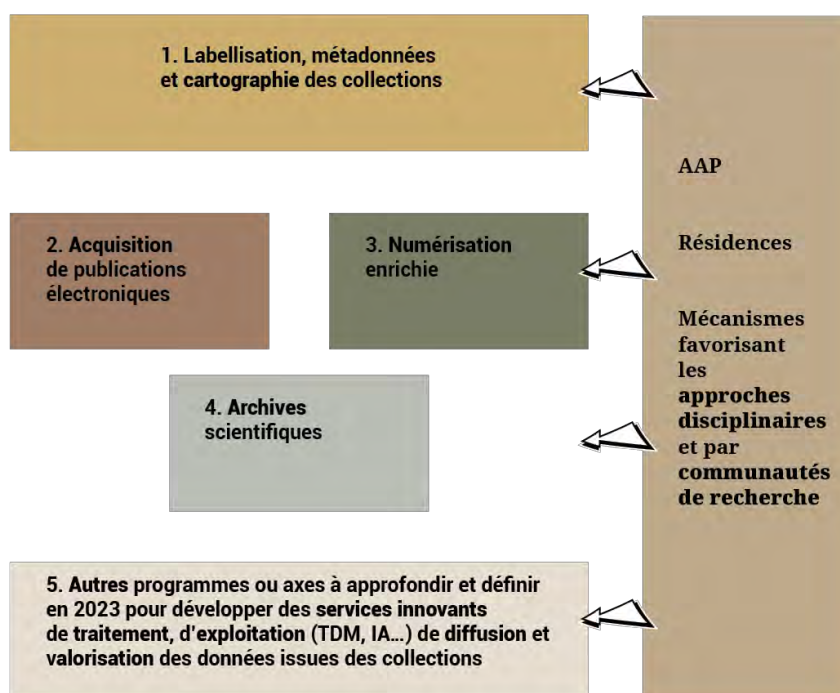 1. Labellisation, métadonnées
et cartographie des collections
2. Acquisition
de publications
électroniques
3. Numérisation
enrichie
4. Archives
scientifiques
5. Autres programmes ou axes à approfondir et définir
en 2023 pour développer des services innovants
de traitement, d'exploitation (TDM, IA...) de diffusion et
valorisation des données issues des collections
AAP
Résidences
Mécanismes
favorisant
les
approches
disciplinaires
et par
communautés
de recherche